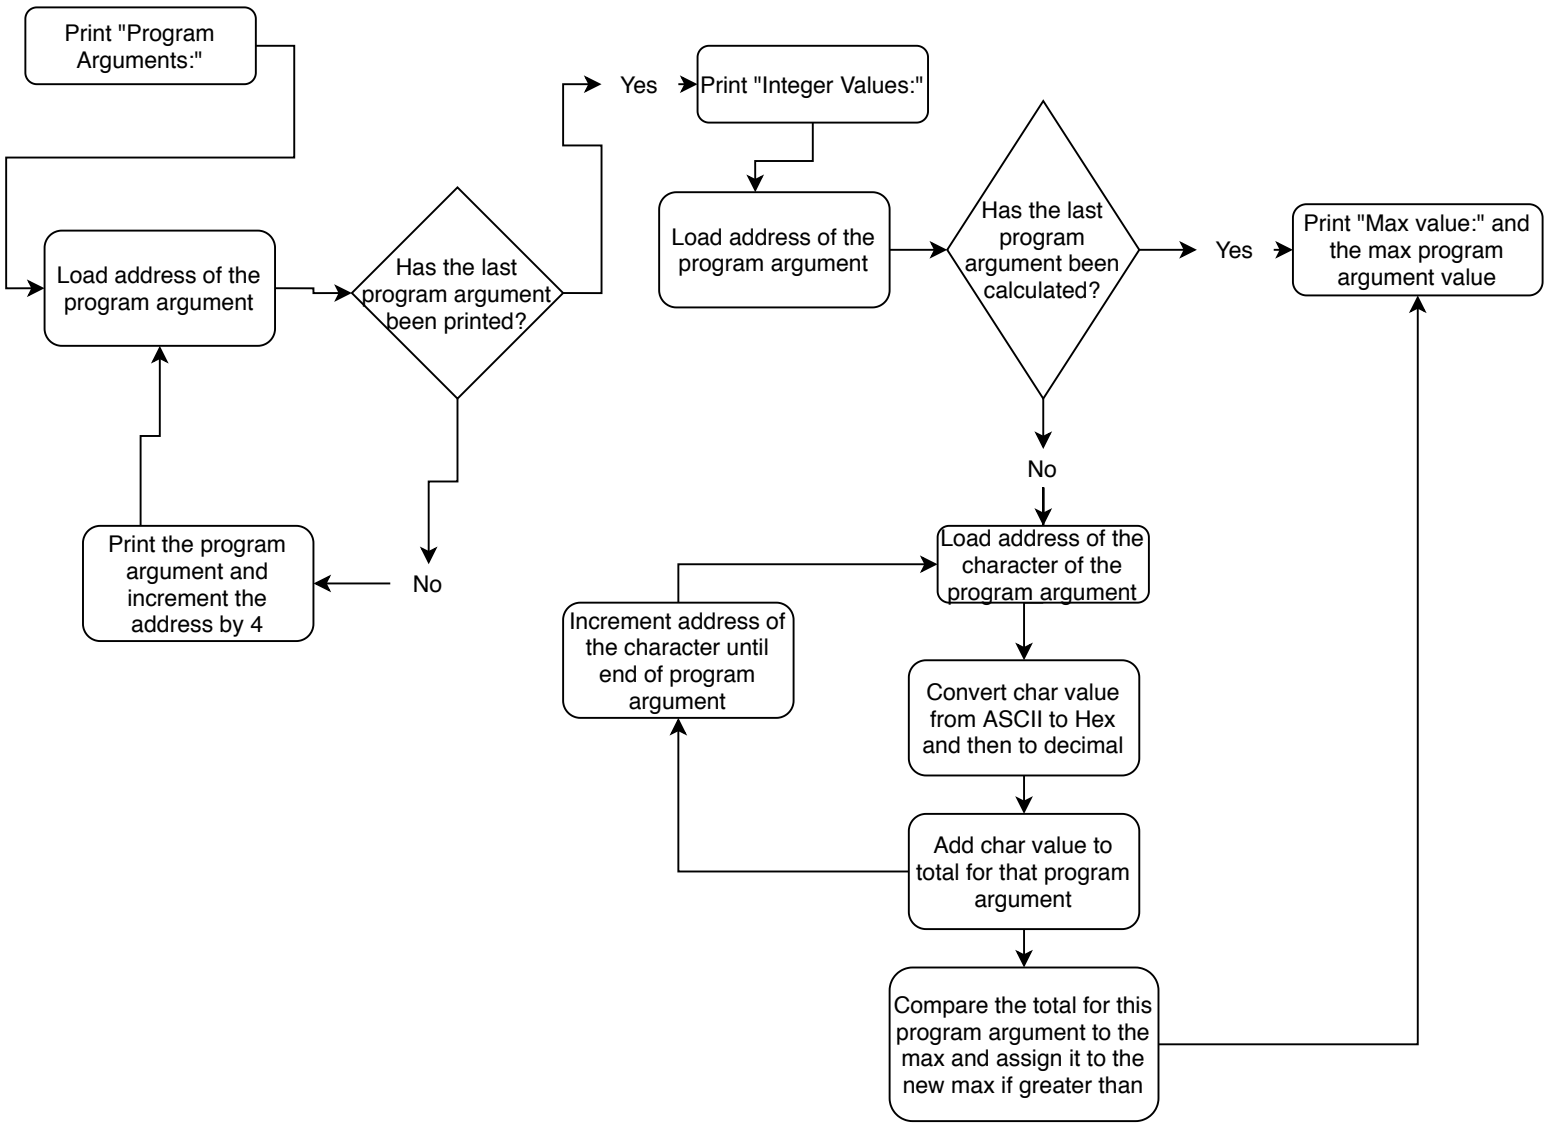 Print "Program
Arguments:"
Load address of the
program argument
Has the last
program argument
been printed?
No
Print the program
argument and
increment the
address by 4
Yes
Print "Integer Values:"
Load address of the
program argument
Has the last
program
argument been
calculated?
Yes
Print "Max value:" and
the max program
argument value
No
Load address of the
character of the
program argument
Convert char value
from ASCII to Hex
and then to decimal
Add char value to
total for that program
argument
Increment address of
the character until
end of program
argument
Compare the total for this
program argument to the
max and assign it to the
new max if greater than